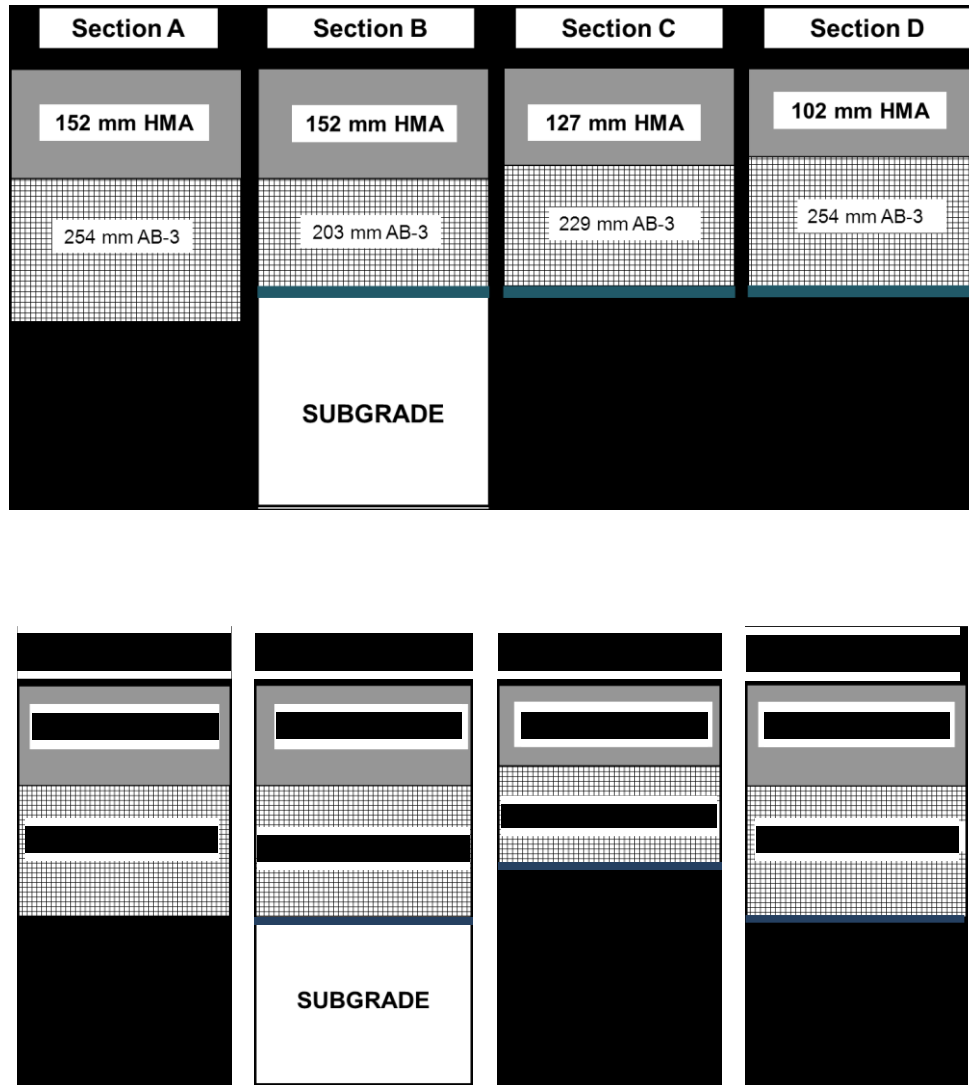 Section A
Section B
Section C
Section D
152 mm HMA
152 mm HMA
127 mm HMA
102 mm HMA
254 mm AB-3
203 mm AB-3
229 mm AB-3
254 mm AB-3
SUBGRADE
SUBGRADE